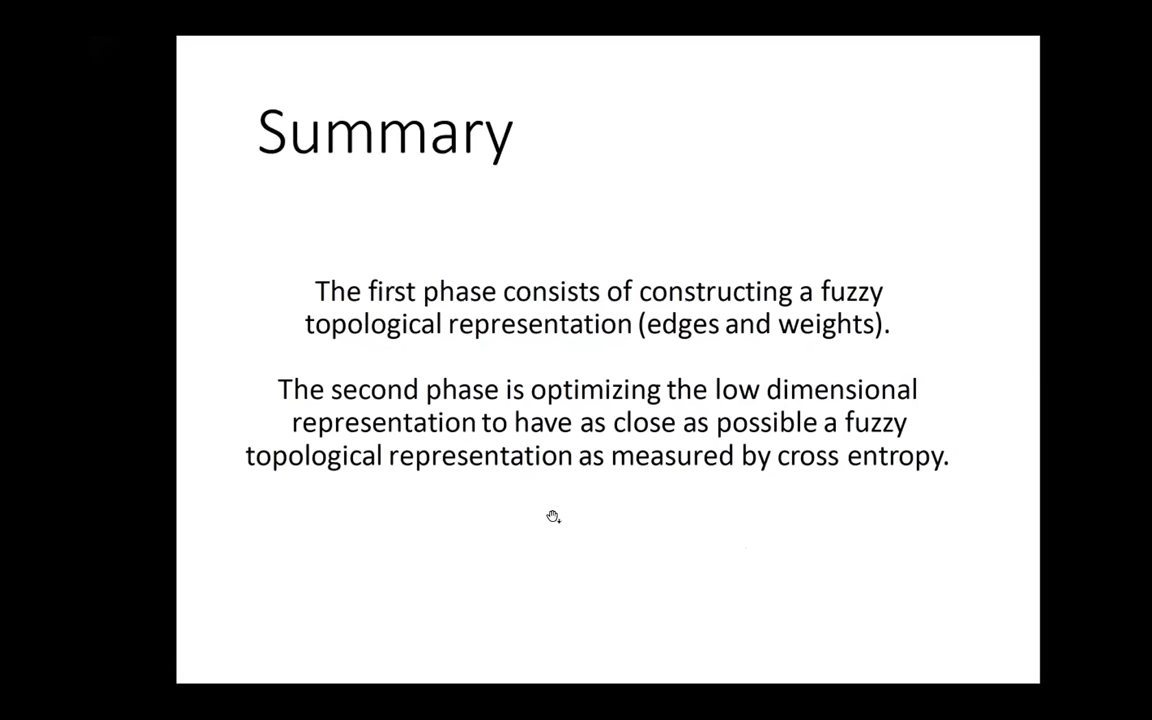 Summary
The first phase consists of constructing a fuzzy
topological representation (edges and weights).
The second phase is optimizing the low dimensional
representation to have as close as possible a fuzzy
topological representation as measured by cross entropy.